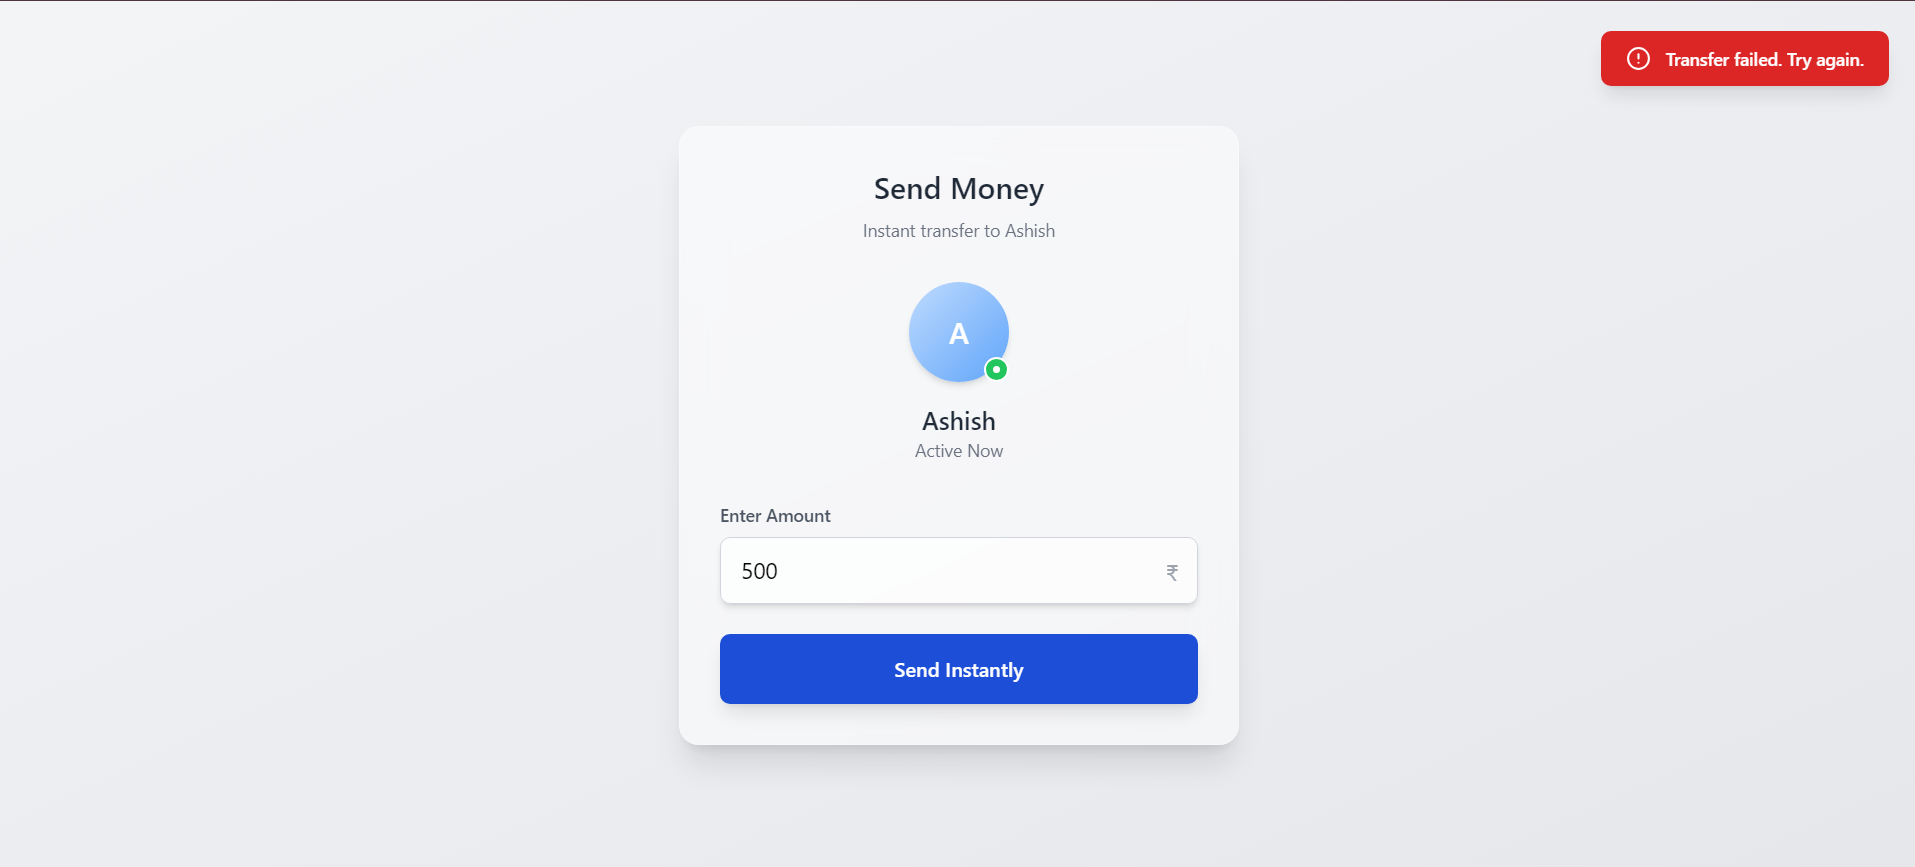 Transfer failed. Try again.
Send Money
Instant transfer to Ashish
A
Ashish
Active Now
Enter Amount
500 ₹
Send Instantly